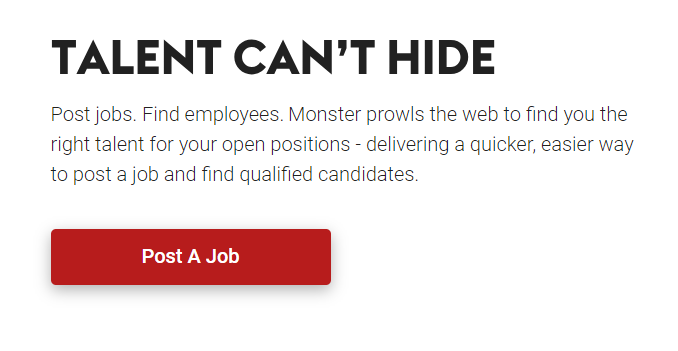 TALENT CAN’T HIDE
Post jobs. Find employees. Monster prowls the web to find you the
right talent for your open positions - delivering a quicker, easier way
to post a job and find qualified candidates.
Post A Job